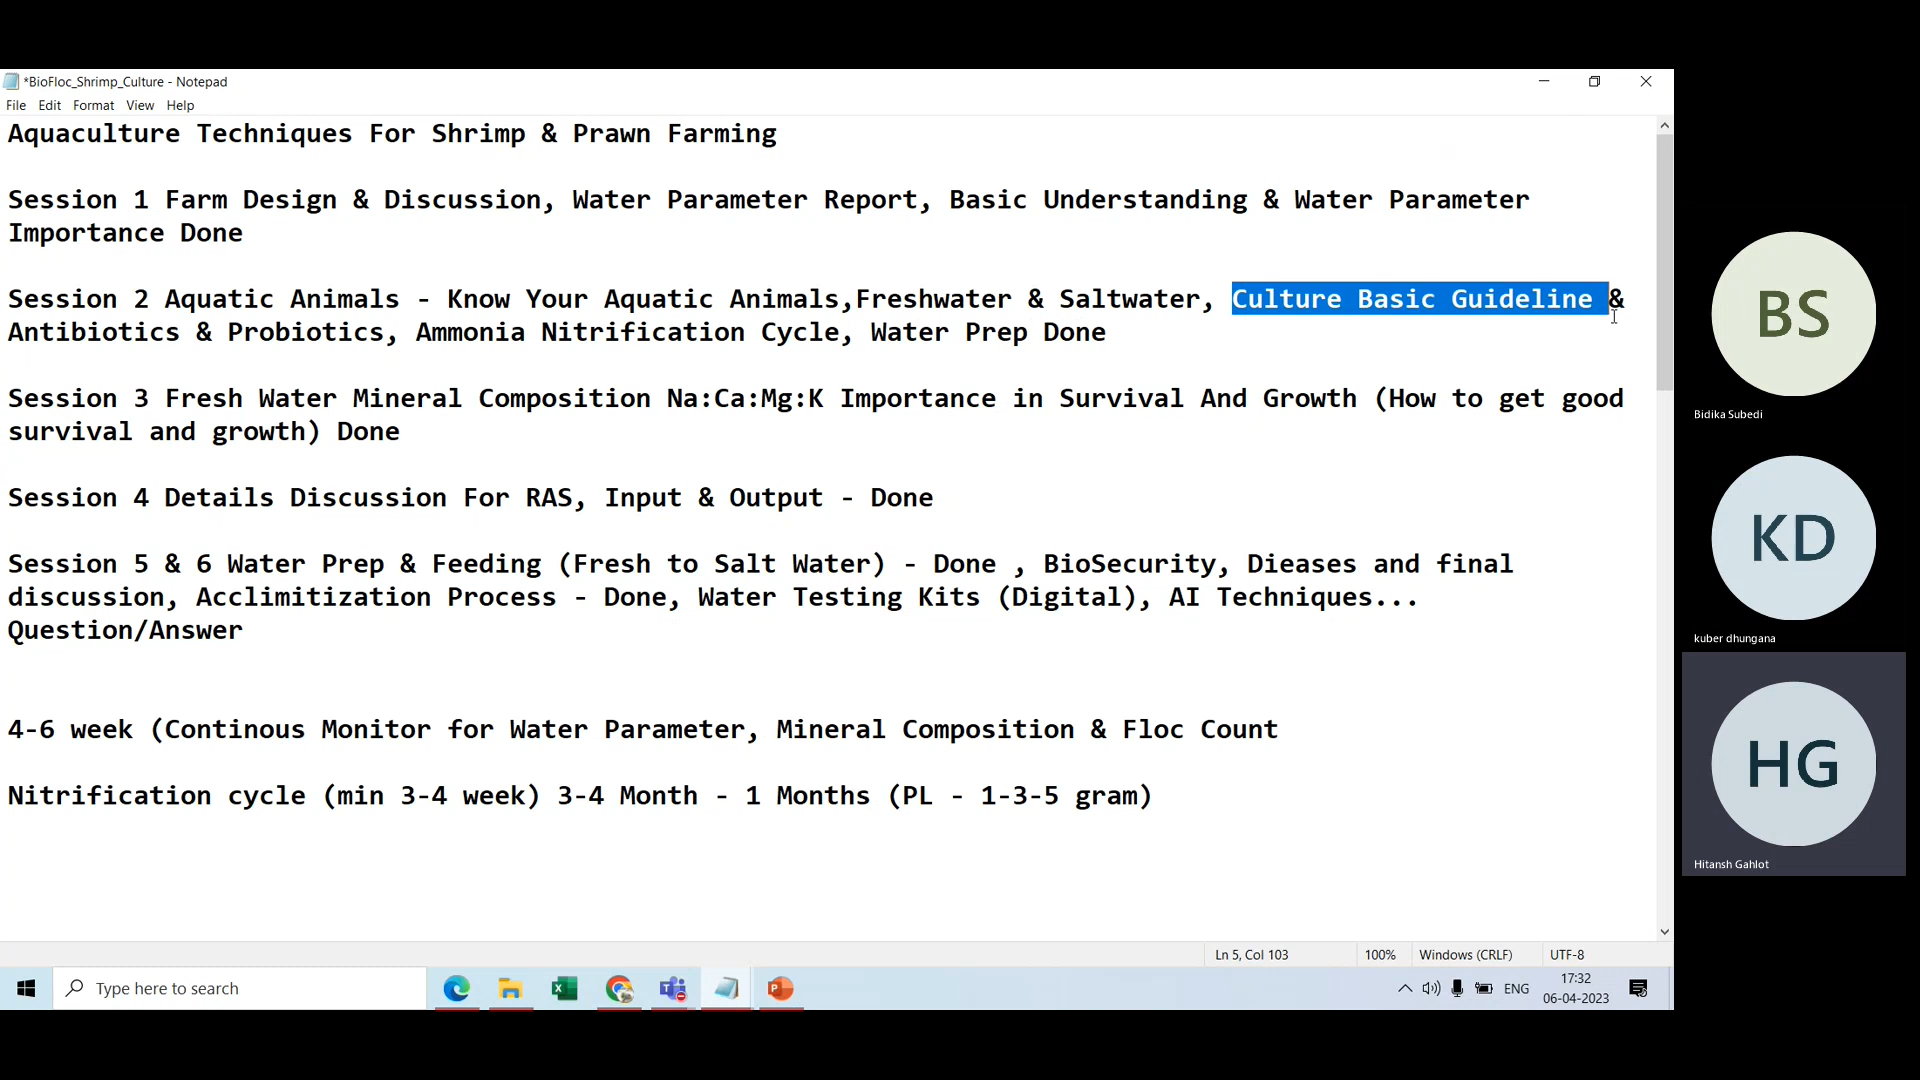 *BioFloc_Shrimp_Culture - Notepad
File Edit Format View Help
Aquaculture Techniques For Shrimp & Prawn Farming
Session 1 Farm Design & Discussion, Water Parameter Report, Basic Understanding & Water Parameter
Importance Done
Session 2 Aquatic Animals - Know Your Aquatic Animals,Freshwater & Saltwater, Culture Basic Guideline &
Antibiotics & Probiotics, Ammonia Nitrification Cycle, Water Prep Done
Session 3 Fresh Water Mineral Composition Na:Ca:Mg:K Importance in Survival And Growth (How to get good
survival and growth) Done
Session 4 Details Discussion For RAS, Input & Output - Done
Session 5 & 6 Water Prep & Feeding (Fresh to Salt Water) - Done , BioSecurity, Dieases and final
discussion, Acclimitization Process - Done, Water Testing Kits (Digital), AI Techniques...
Question/Answer
4-6 week (Continous Monitor for Water Parameter, Mineral Composition & Floc Count
Nitrification cycle (min 3-4 week) 3-4 Month - 1 Months (PL - 1-3-5 gram)
Ln 5, Col 103 100% Windows (CRLF) UTF-8
Type here to search
ENG
17:32
06-04-2023
BS
Bidika Subedi
KD
kuber dhungana
HG
Hitansh Gahlot